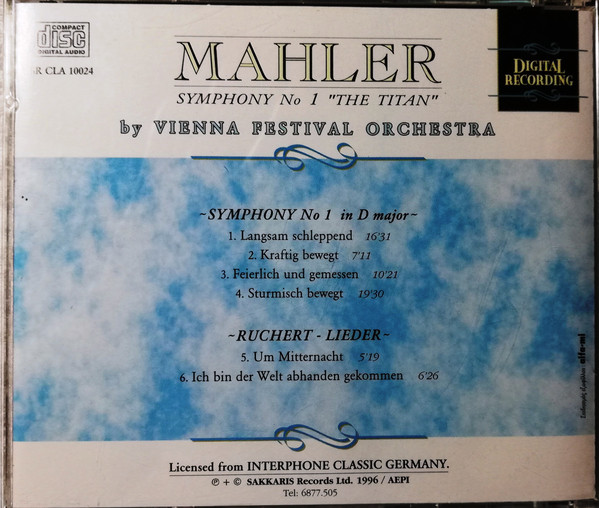 COMPACT
disc
DIGITAL AUDIO
R CLA 10024
MAHLER
SYMPHONY No 1 "THE TITAN"
DIGITAL
RECORDING
by VIENNA FESTIVAL ORCHESTRA
~SYMPHONY No 1 in D major~
1. Langsam schleppend 16'31
2. Kraftig bewegt 7'11
3. Feierlich und gemessen 10'21
4. Sturmisch bewegt 19'30
~RUCHERT - LIEDER~
5. Um Mitternacht 5'19
6. Ich bin der Welt abhanden gekommen 6'26
Licensed from INTERPHONE CLASSIC GERMANY.
℗ + © SAKKARIS Records Ltd. 1996 / AEPI
Tel: 6877.505